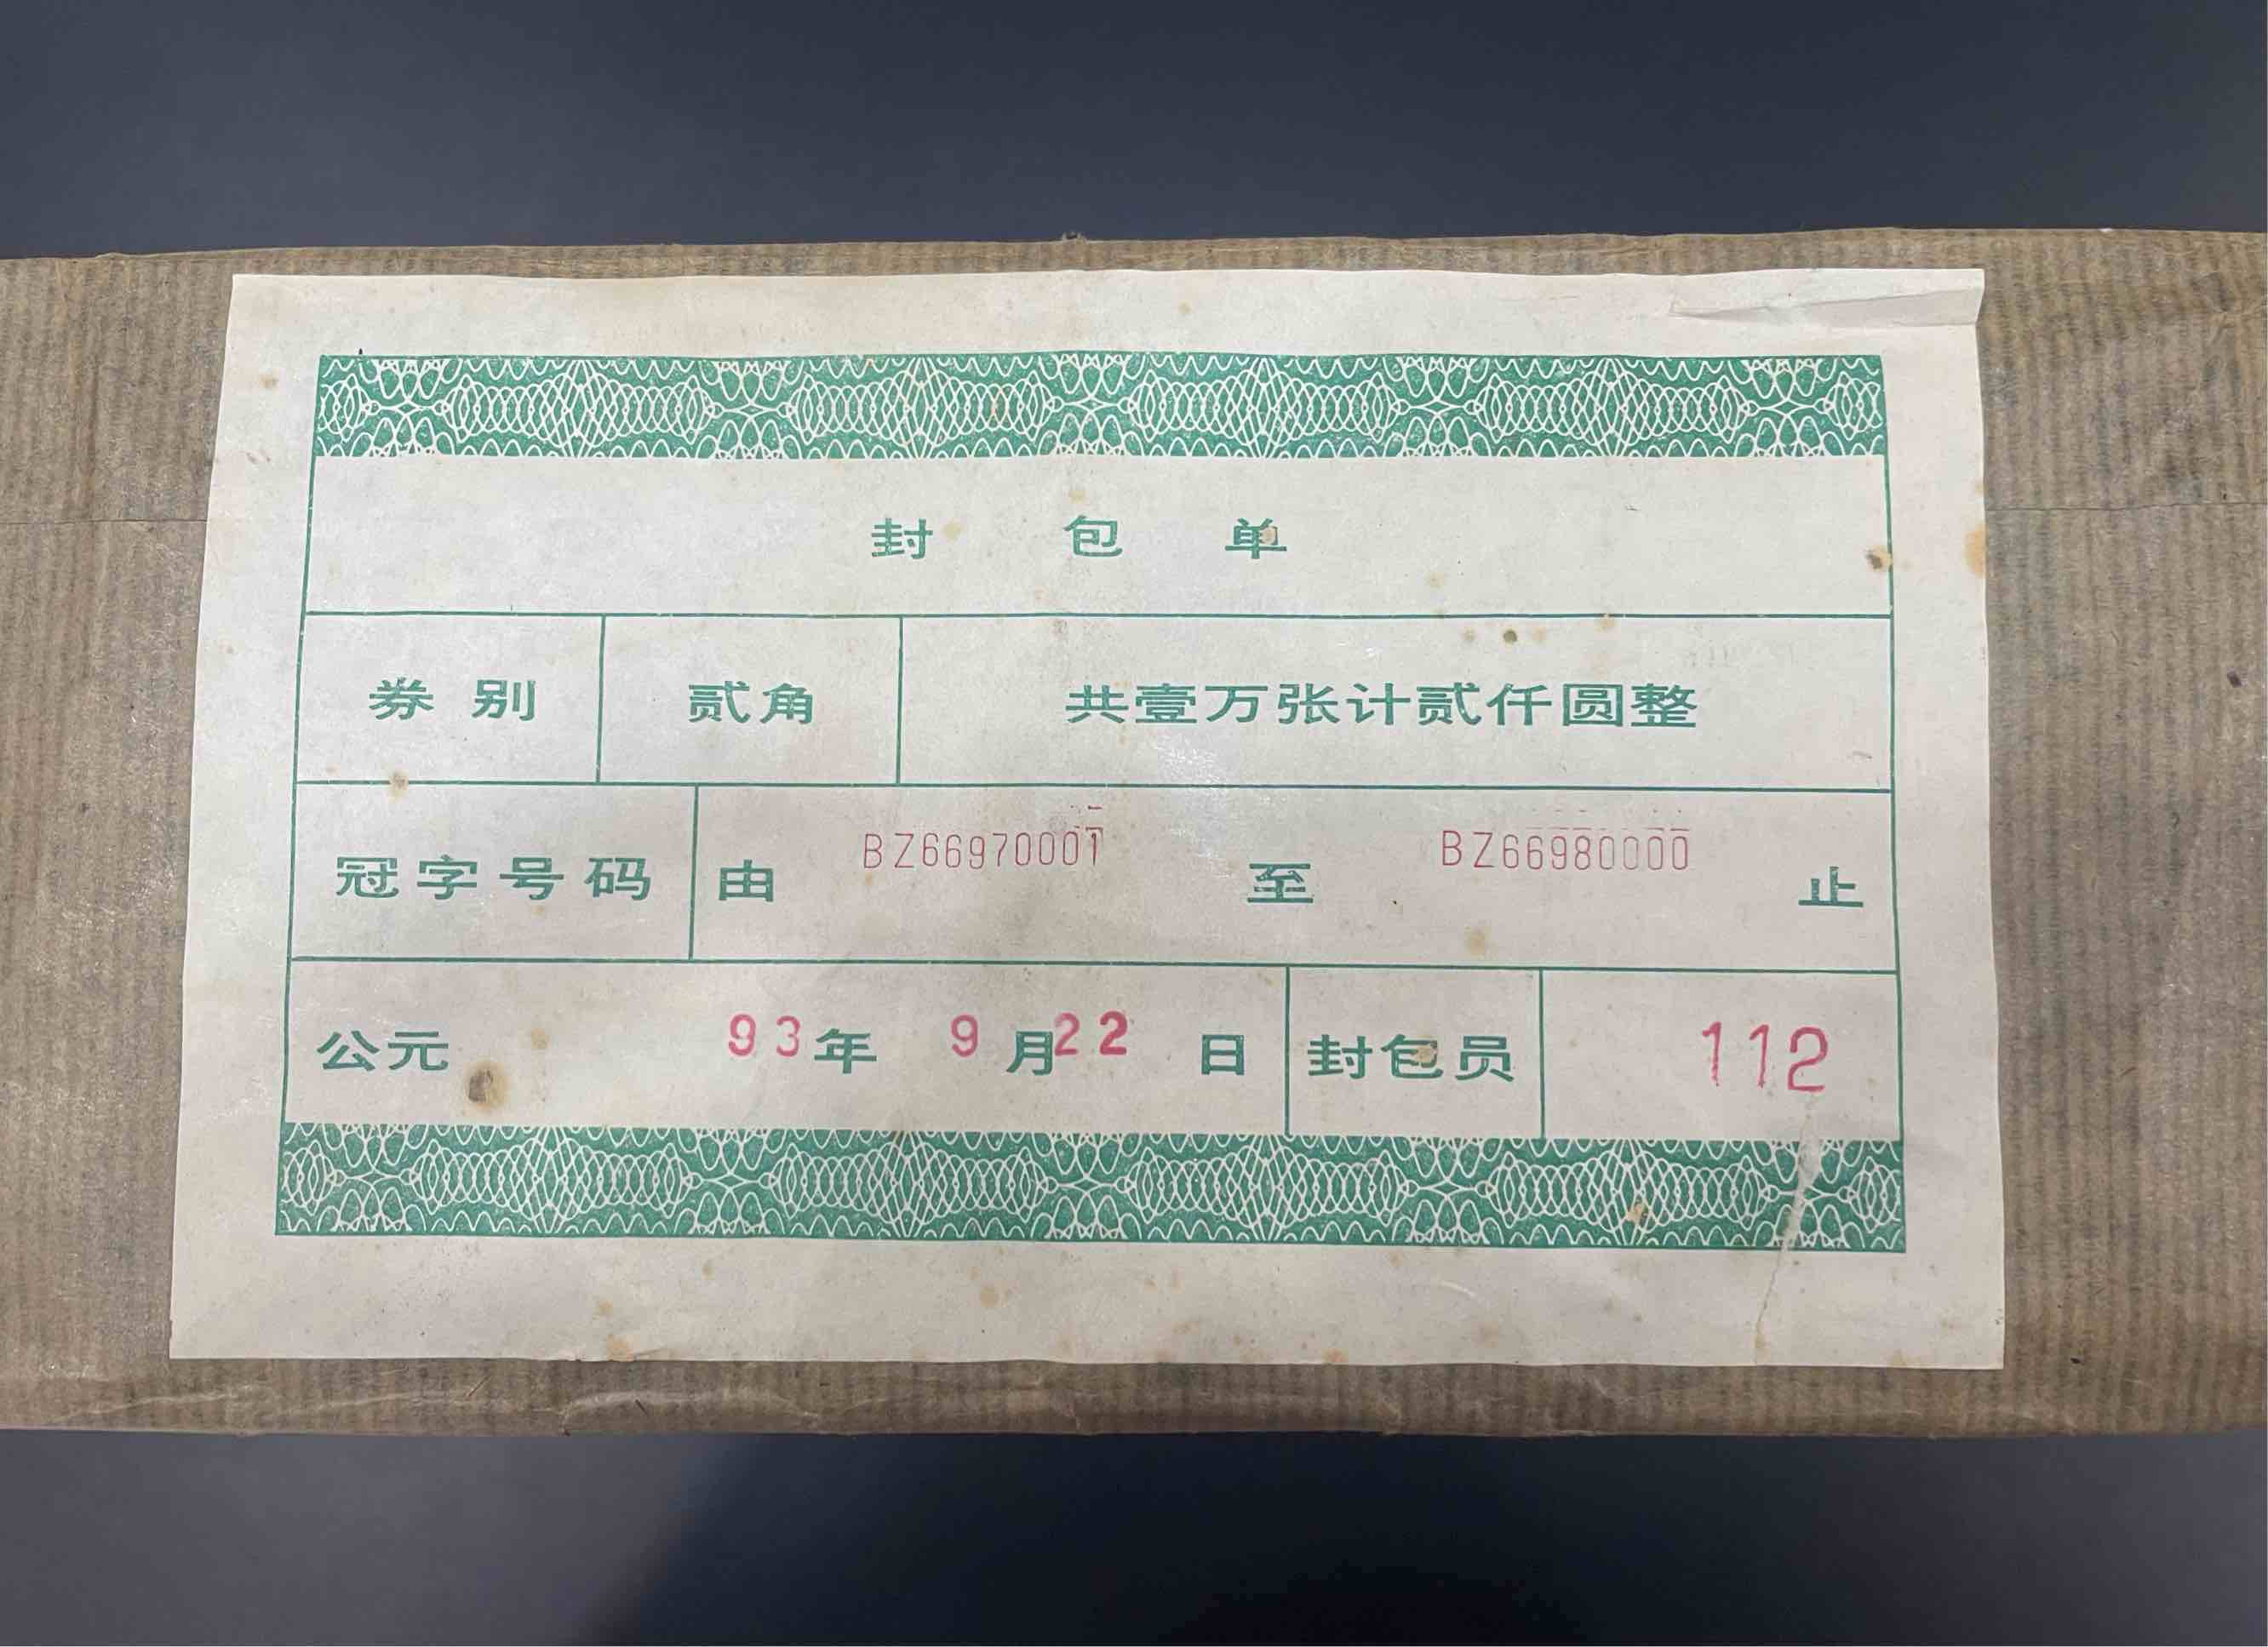 封包单
券别 贰角 共壹万张计贰仟圆整
冠字号码 由 BZ66970001 至 BZ66980000 止
公元 93年 9月22日 封包员 112